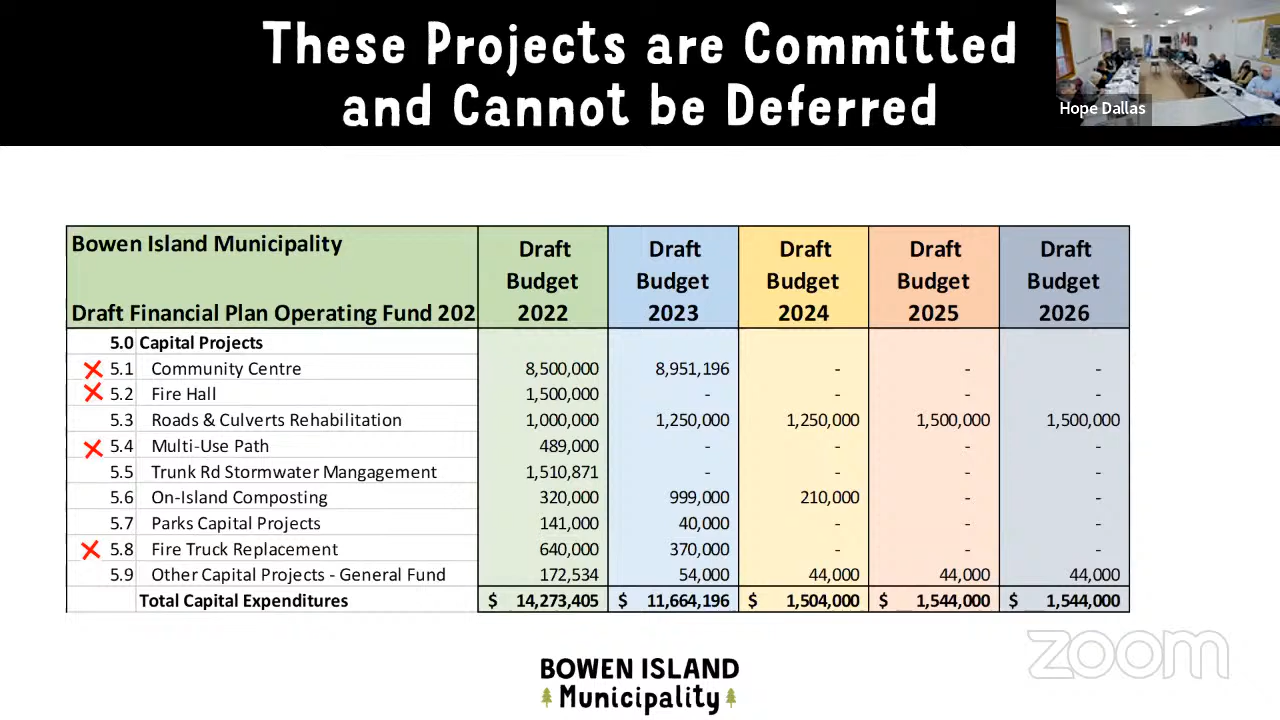 These Projects are Committed
and Cannot be Deferred
Hope Dallas
Bowen Island Municipality
Draft Financial Plan Operating Fund 202
Draft Budget 2022
Draft Budget 2023
Draft Budget 2024
Draft Budget 2025
Draft Budget 2026
5.0 Capital Projects
5.1 Community Centre 8,500,000 8,951,196 - - -
5.2 Fire Hall 1,500,000 - - - -
5.3 Roads & Culverts Rehabilitation 1,000,000 1,250,000 1,250,000 1,500,000 1,500,000
5.4 Multi-Use Path 489,000 - - - -
5.5 Trunk Rd Stormwater Mangagement 1,510,871 - - - -
5.6 On-Island Composting 320,000 999,000 210,000 - -
5.7 Parks Capital Projects 141,000 40,000 - - -
5.8 Fire Truck Replacement 640,000 370,000 - - -
5.9 Other Capital Projects - General Fund 172,534 54,000 44,000 44,000 44,000
Total Capital Expenditures $ 14,273,405 $ 11,664,196 $ 1,504,000 $ 1,544,000 $ 1,544,000
zoom
BOWEN ISLAND
Municipality